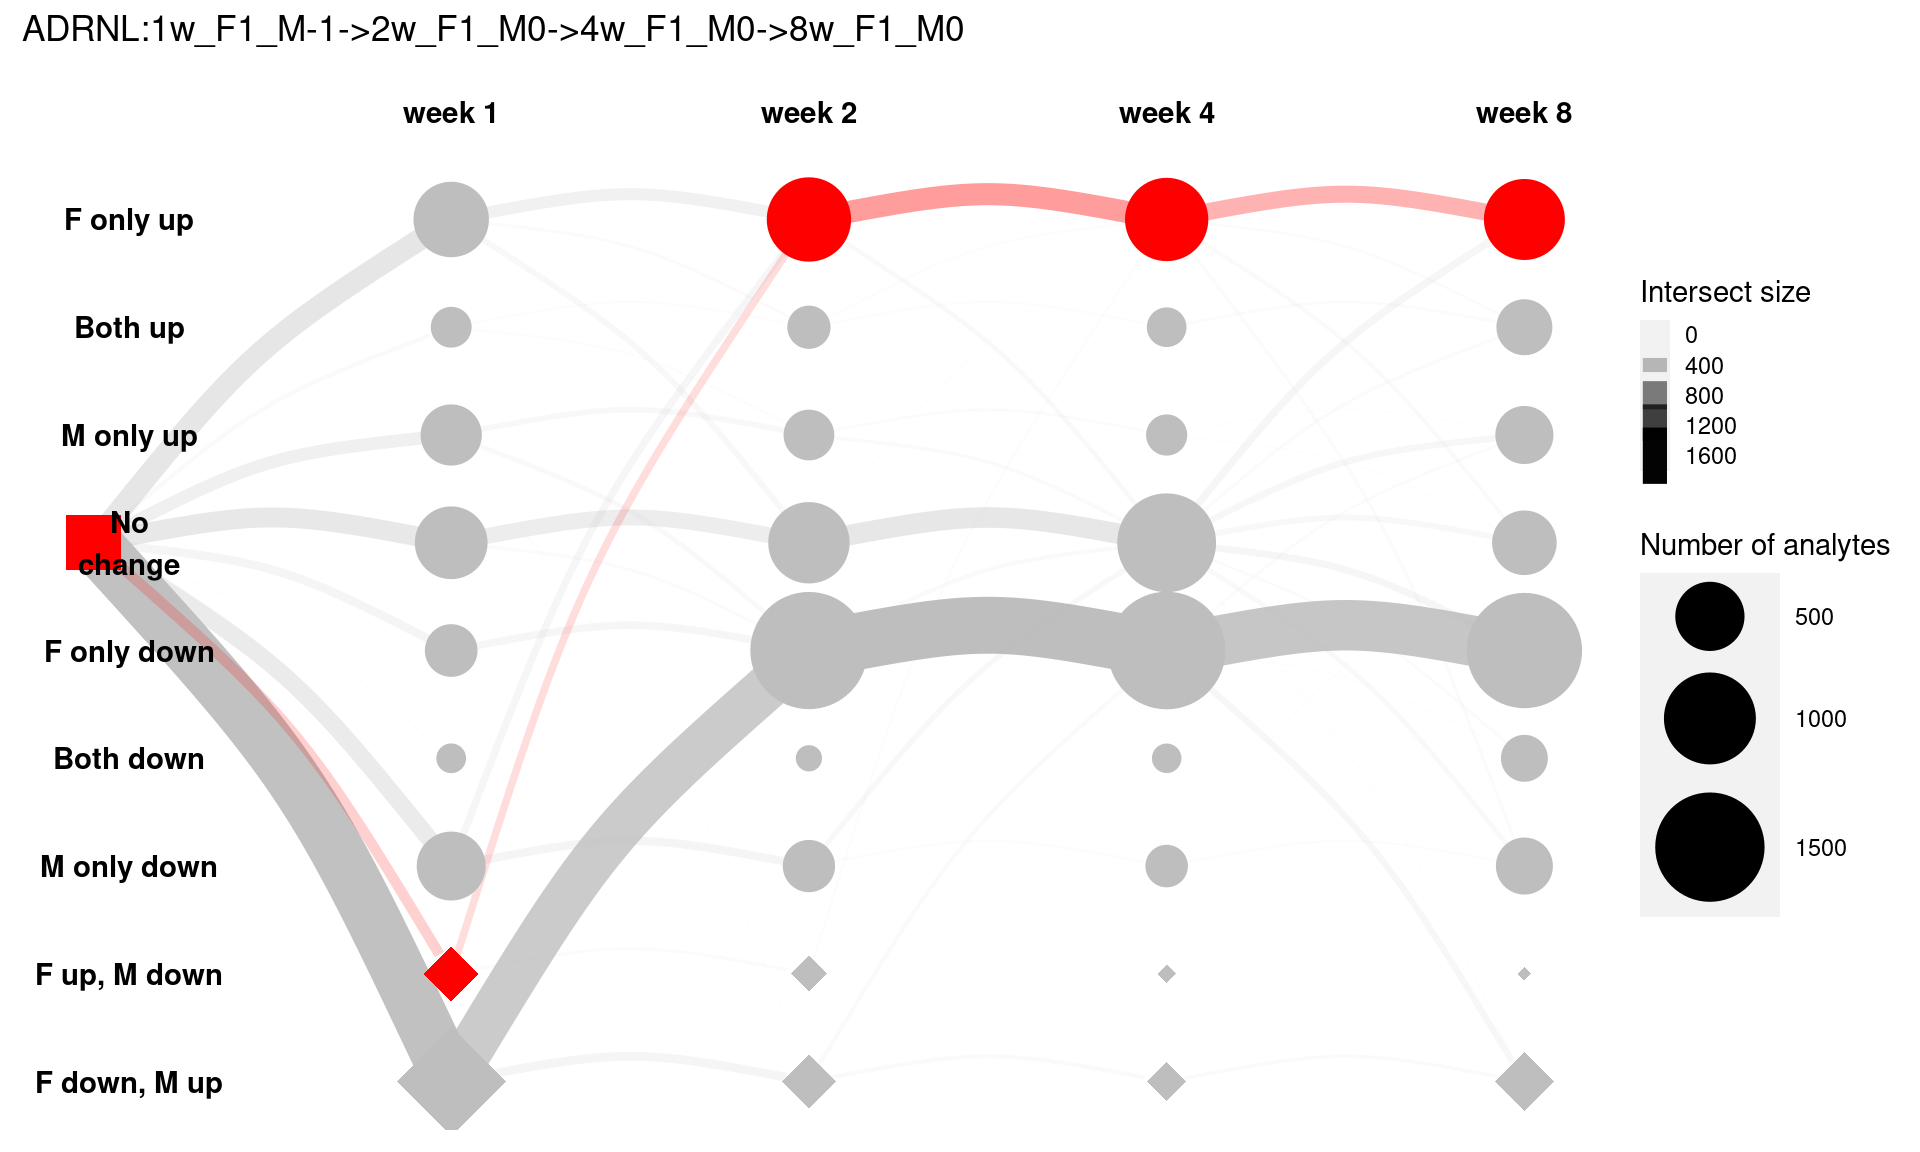 ADRNL:1w_F1_M-1->2w_F1_M0->4w_F1_M0->8w_F1_M0
week 1 week 2 week 4 week 8
F only up
Both up
M only up
No
change
F only down
Both down
M only down
F up, M down
F down, M up
Intersect size
0
400
800
1200
1600
Number of analytes
500
1000
1500